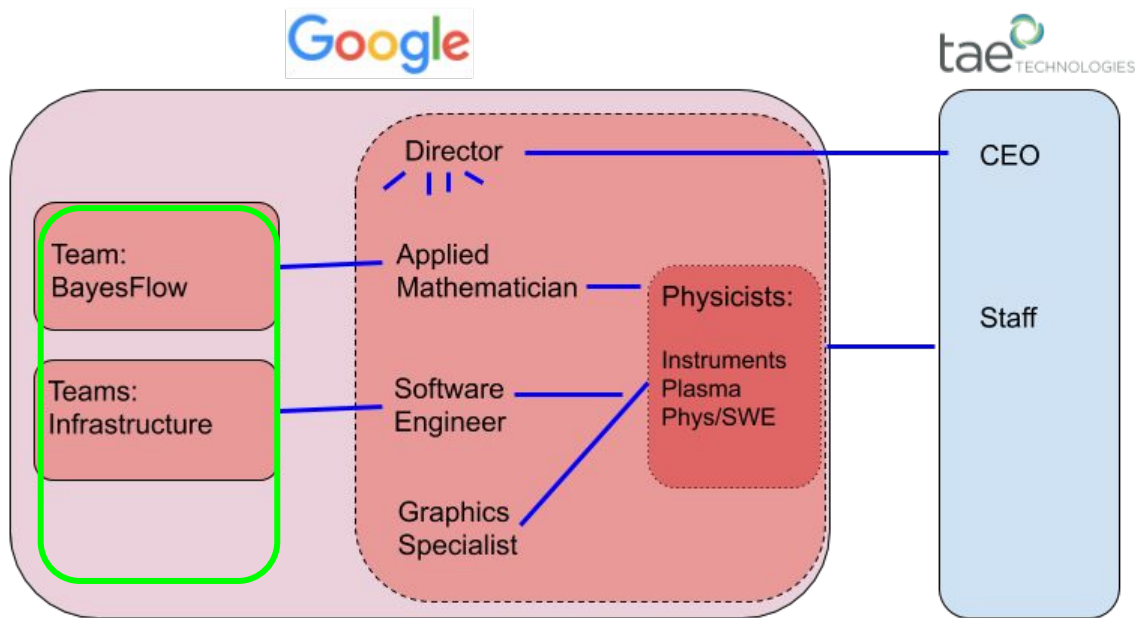 Google
tae TECHNOLOGIES
Director
CEO
Team:
BayesFlow
Applied
Mathematician
Physicists:
Instruments
Plasma
Phys/SWE
Staff
Teams:
Infrastructure
Software
Engineer
Graphics
Specialist